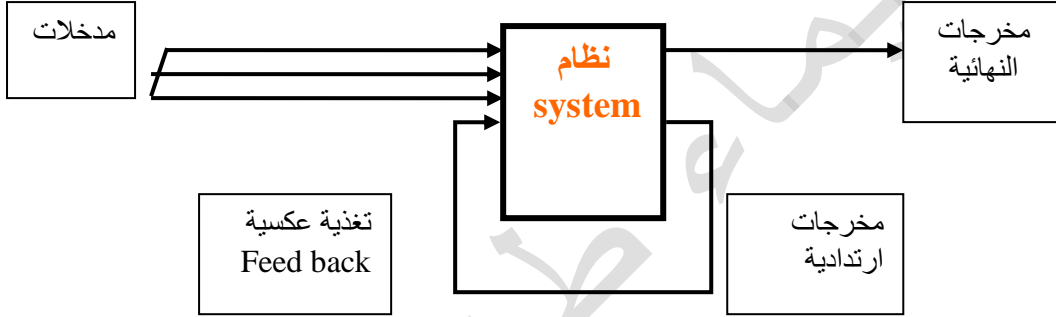 مدخلات
نظام
system
مخرجات
النهائية
تغذية عكسية
Feed back
مخرجات
ارتدادية